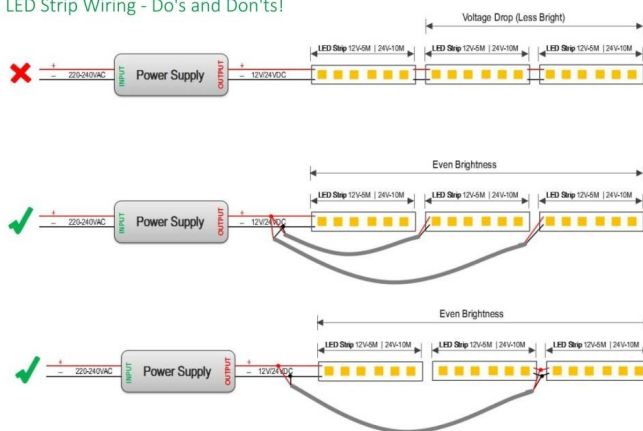 LED Strip Wiring - Do's and Don'ts!
Voltage Drop (Less Bright)
LED Strip 12V-5M | 24V-10M LED Strip 12V-5M | 24V-10M LED Strip 12V-5M | 24V-10M
+ 220-240VAC − INPUT Power Supply OUTPUT + 12V/24VDC −
Even Brightness
LED Strip 12V-5M | 24V-10M LED Strip 12V-5M | 24V-10M LED Strip 12V-5M | 24V-10M
+ 220-240VAC − INPUT Power Supply OUTPUT + 12V/24VDC −
Even Brightness
LED Strip 12V-5M | 24V-10M LED Strip 12V-5M | 24V-10M LED Strip 12V-5M | 24V-10M
+ 220-240VAC − INPUT Power Supply OUTPUT + 12V/24VDC −